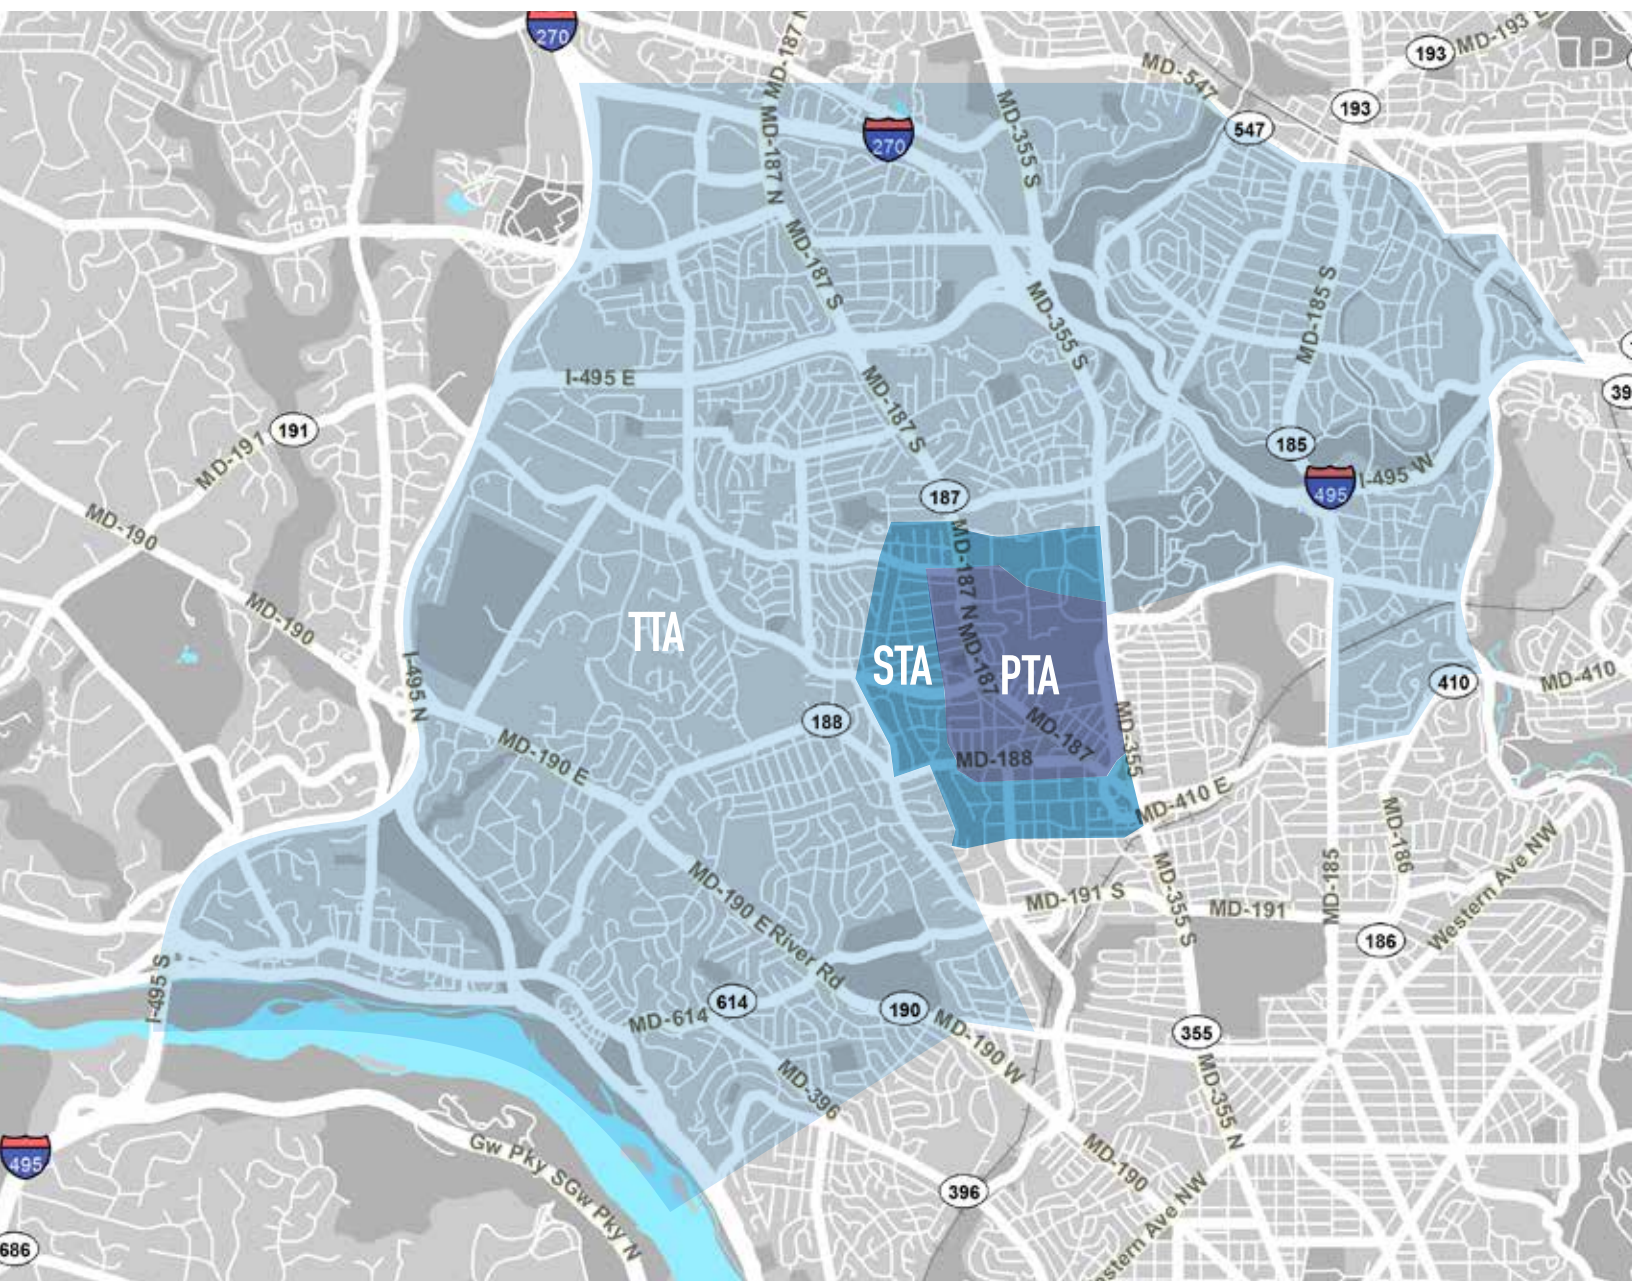 270
MD-187 N
193
MD-193 E
MD-547
193
547
270
MD-187 N
MD-355 S
MD-187 S
MD-355 S
MD-185 S
I-495 E
MD-187 S
39
191
MD-191
185
I-495 W
495
187
MD-190
MD-187 N
MD-190
TTA
STA
MD-187
PTA
I-495 N
410
MD-410
188
MD-187
MD-355
MD-190 E
MD-188
MD-410 E
MD-186
MD-190 E
River Rd
MD-191 S
MD-355 S
MD-191
MD-185
Western Ave NW
186
I-495 S
614
MD-614
190
MD-190 W
355
MD-396
MD-355 N
495
Gw Pky S
Gw Pky N
MD-190
396
686
estern Ave NW